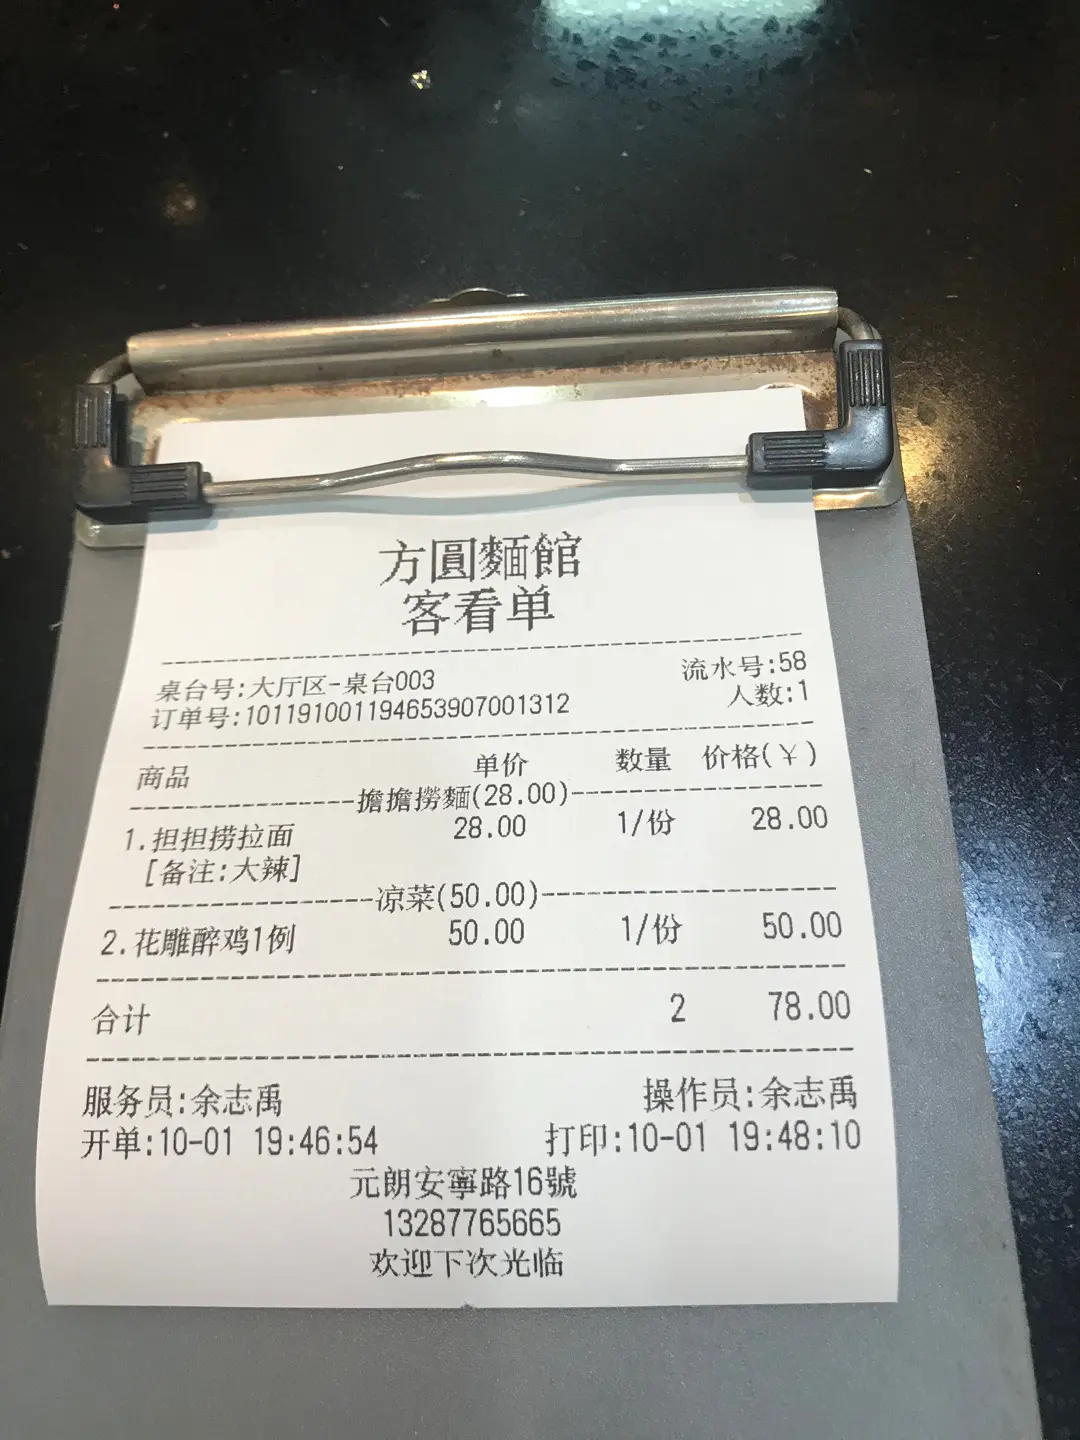 方圓麵館
客看单
桌台号:大厅区-桌台003 流水号:58
订单号:101191001194653907001312 人数:1
商品 单价 数量 价格(¥)
擔擔撈麵(28.00)
1.担担捞拉面 28.00 1/份 28.00
[备注:大辣]
凉菜(50.00)
2.花雕醉鸡1例 50.00 1/份 50.00
合计 2 78.00
服务员:余志禹 操作员:余志禹
开单:10-01 19:46:54 打印:10-01 19:48:10
元朗安寧路16號
13287765665
欢迎下次光临